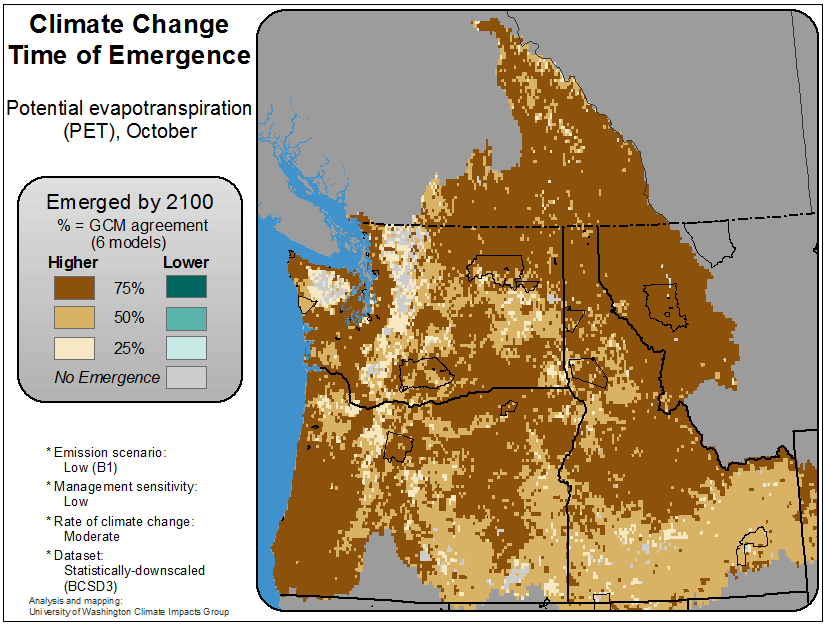 Climate Change
Time of Emergence
Potential evapotranspiration
(PET), October
Emerged by 2100
% = GCM agreement
(6 models)
Higher Lower
75%
50%
25%
No Emergence
* Emission scenario:
Low (B1)
* Management sensitivity:
Low
* Rate of climate change:
Moderate
* Dataset:
Statistically-downscaled
(BCSD3)
Analysis and mapping:
University of Washington Climate Impacts Group